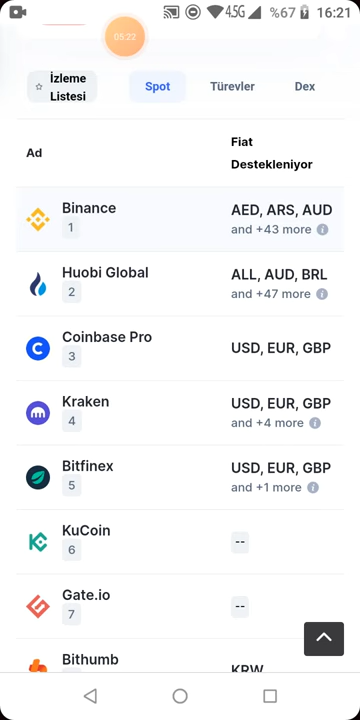 05:22
4.5G
%67
16:21
İzleme
Listesi
Spot
Türevler
Dex
Ad
Fiat
Destekleniyor
Binance
1
AED, ARS, AUD
and +43 more
Huobi Global
2
ALL, AUD, BRL
and +47 more
Coinbase Pro
3
USD, EUR, GBP
Kraken
4
USD, EUR, GBP
and +4 more
Bitfinex
5
USD, EUR, GBP
and +1 more
KuCoin
6
--
Gate.io
7
--
Bithumb
KRW